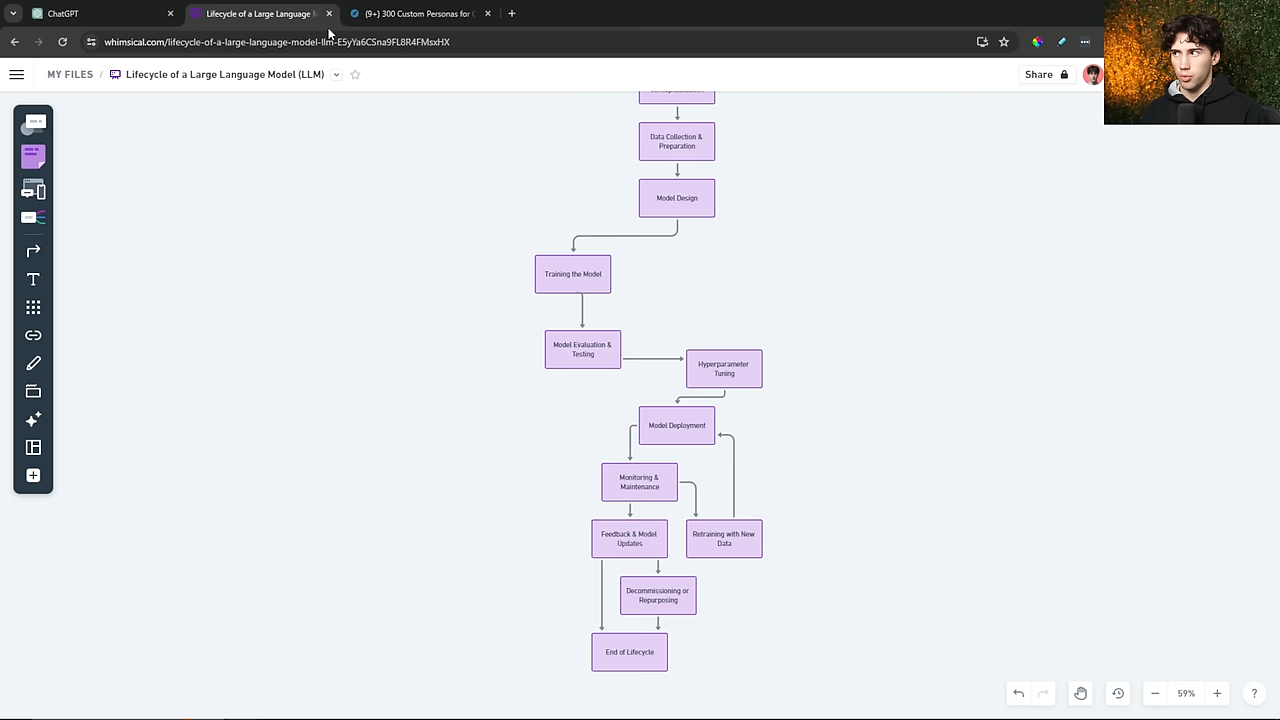 ChatGPT
Lifecycle of a Large Language
(9+) 300 Custom Personas for
whimsical.com/lifecycle-of-a-large-language-model-llm-E5yYa6CSnt8FL8R4FMsxHX
MY FILES / Lifecycle of a Large Language Model (LLM)
Share
Data Collection &
Preparation
Model Design
Training the Model
Model Evaluation &
Testing
Hyperparameter
Tuning
Model Deployment
Monitoring &
Maintenance
Feedback & Model
Updates
Retraining with New
Data
Decommissioning or
Repurposing
End of Lifecycle
59%
?